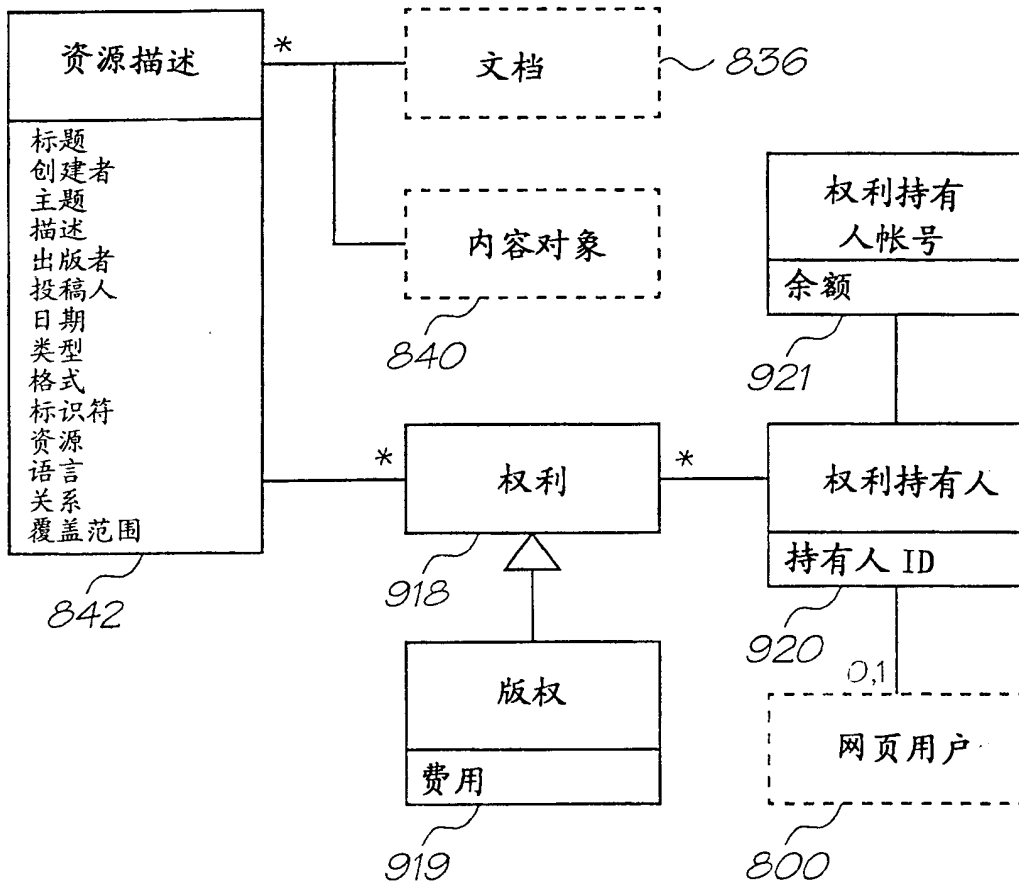 资源描述
标题
创建者
主题
描述
出版者
投稿人
日期
类型
格式
标识符
资源
语言
关系
覆盖范围
842
*
文档
836
内容对象
840
权利持有
人帐号
余额
921
*
权利
918
*
权利持有人
持有人 ID
920
版权
费用
919
0,1
网页用户
800